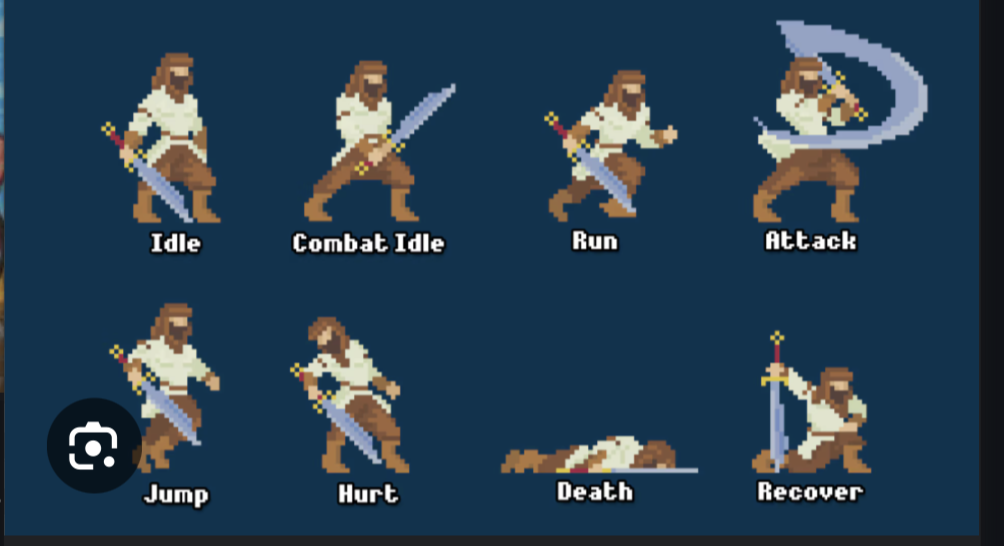 Idle
Combat Idle
Run
Attack
Jump
Hurt
Death
Recover